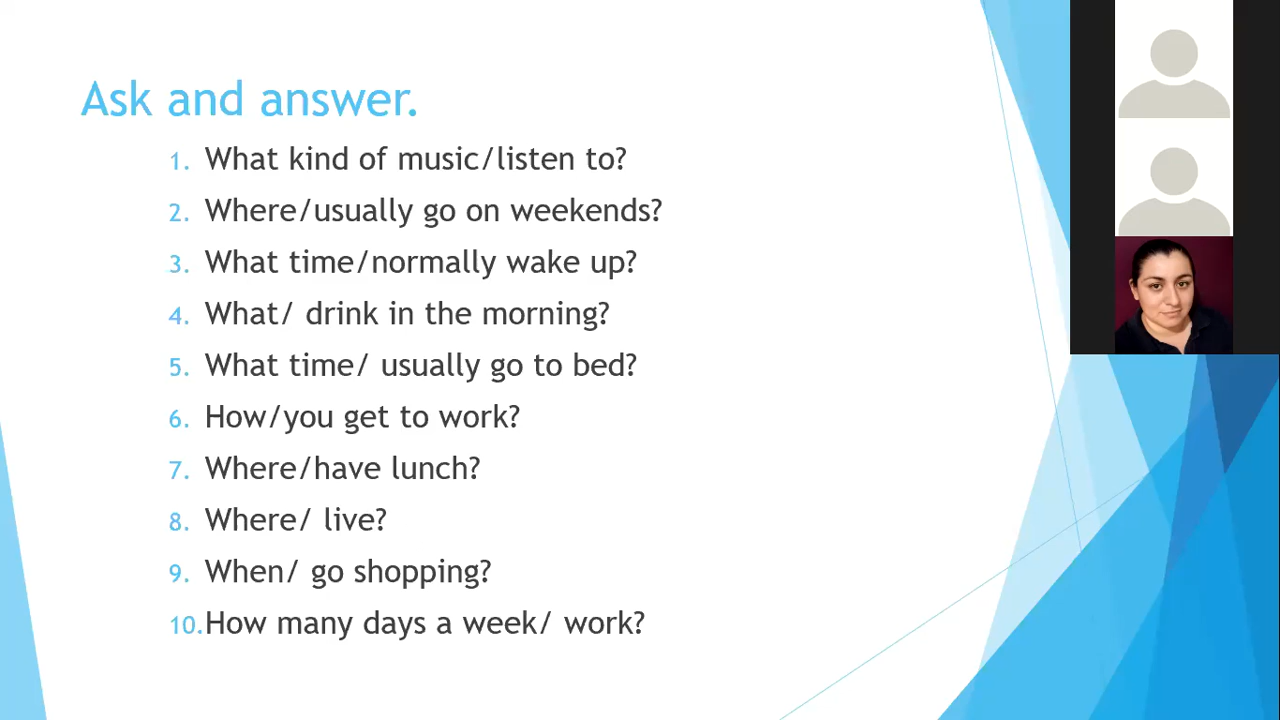 Ask and answer.
1. What kind of music/listen to?
2. Where/usually go on weekends?
3. What time/normally wake up?
4. What/ drink in the morning?
5. What time/ usually go to bed?
6. How/you get to work?
7. Where/have lunch?
8. Where/ live?
9. When/ go shopping?
10. How many days a week/ work?